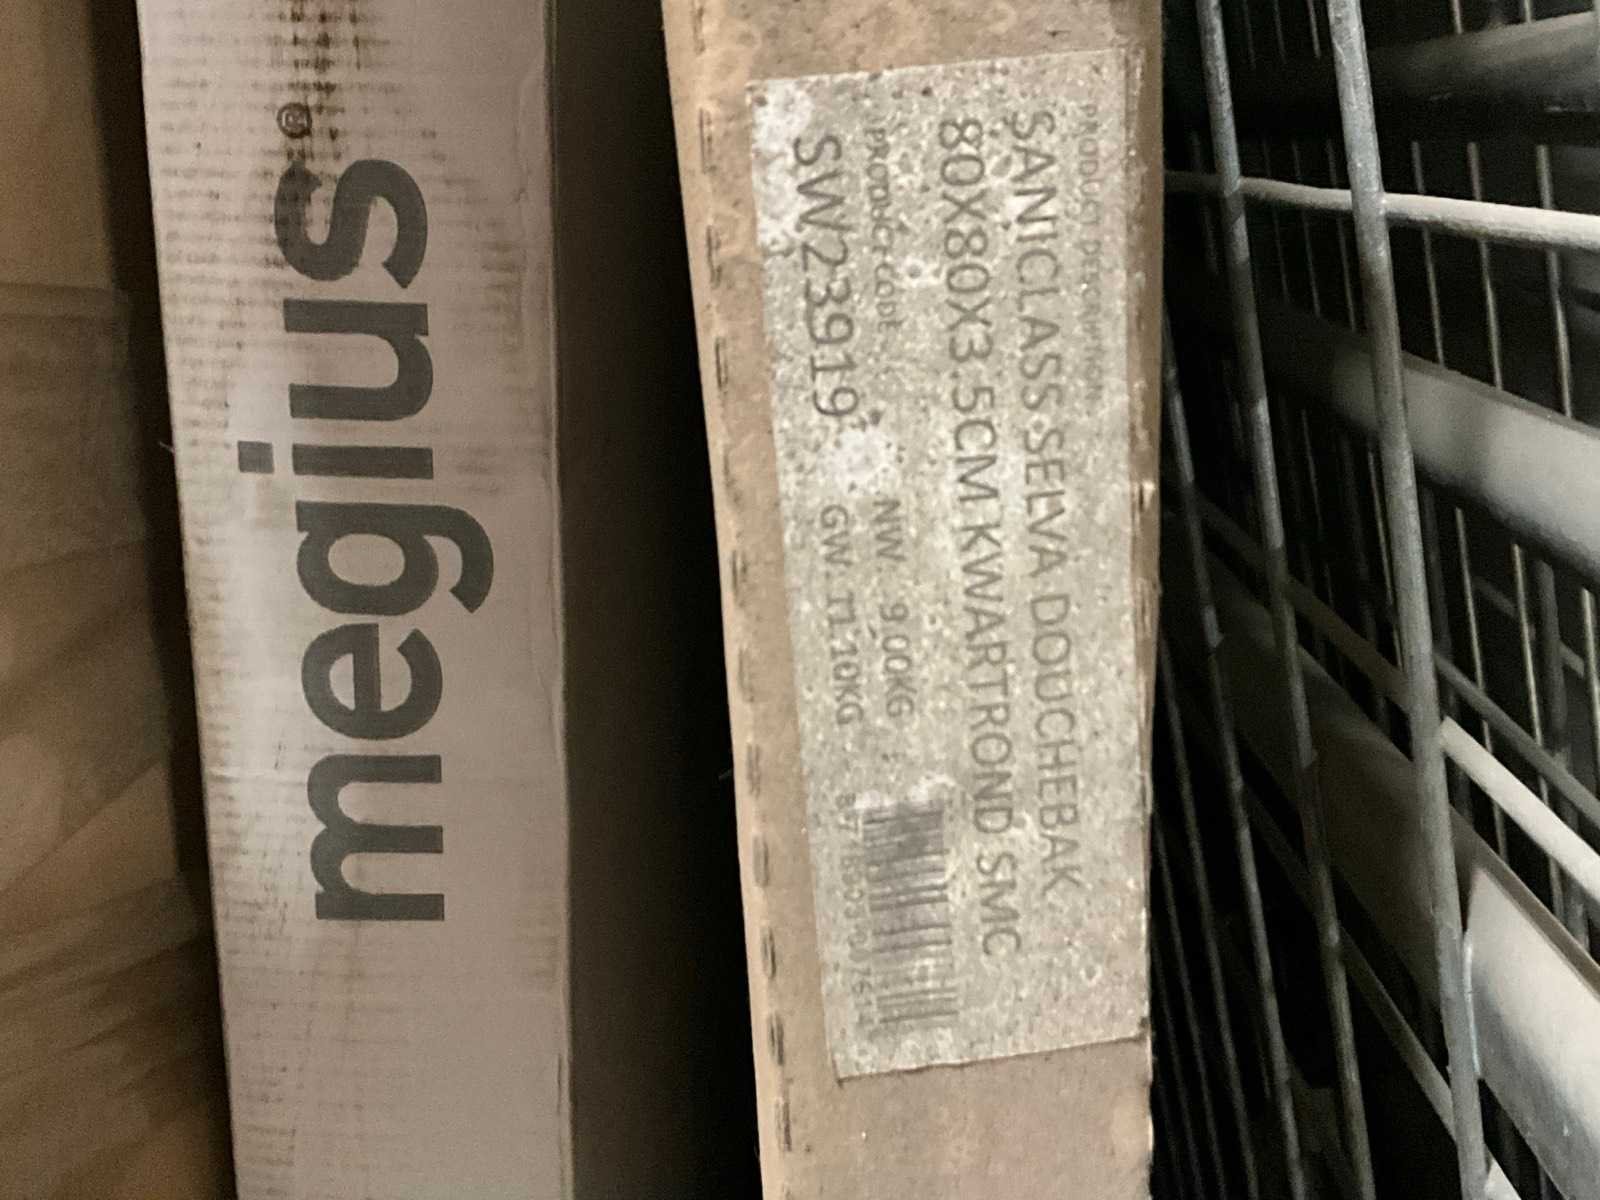 megius®
PRODUCT DESCRIPTION:
SANICLASS SELVA DOUCHEBAK
80X80X3.5CM KWARTROND SMC
PRODUCT CODE:
SW23919
NW 9.00KG
GW 11.10KG